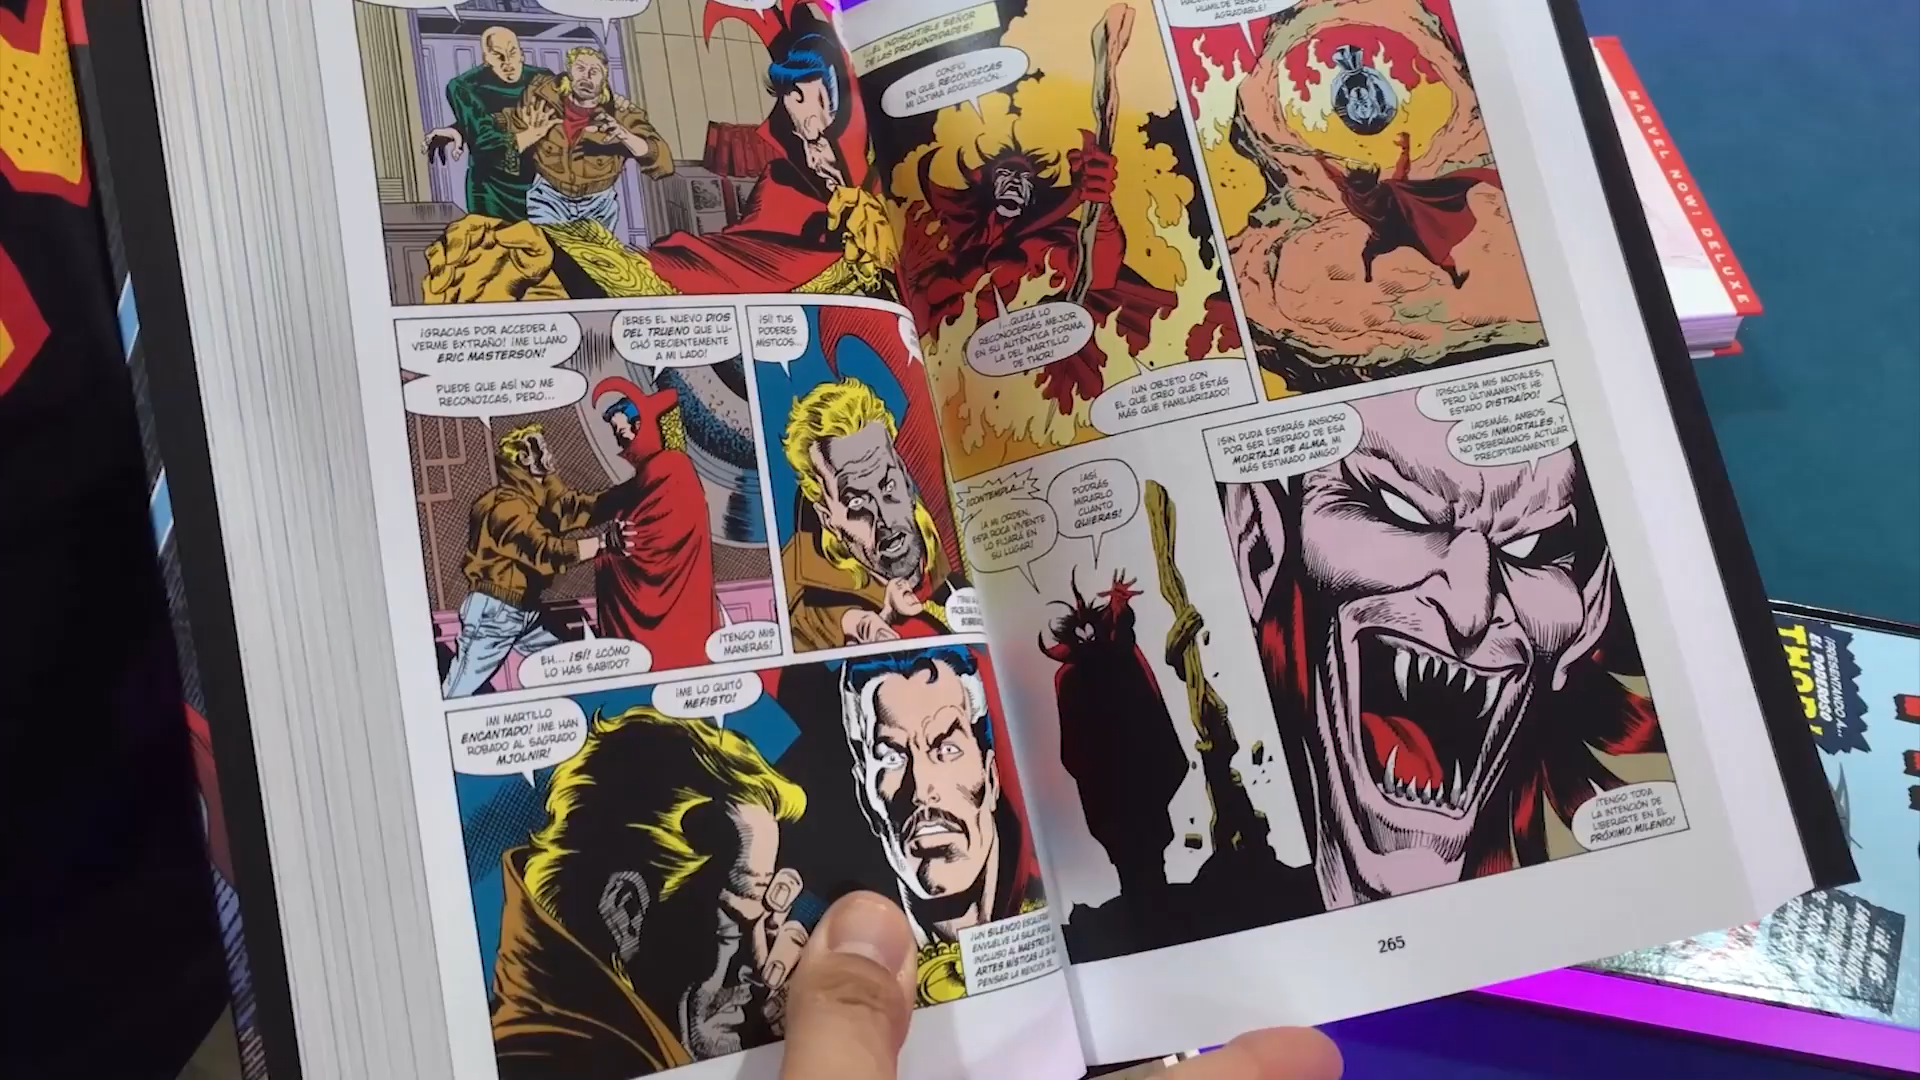 ¡GRACIAS POR ACCEDER A
VERME EXTRAÑO! ¡ME LLAMO
ERIC MASTERSON!
PUEDE QUE ASÍ NO ME
RECONOZCAS, PERO...
¡ERES EL NUEVO DIOS
DEL TRUENO QUE LU-
CHÓ RECIENTEMENTE
A MI LADO!
EH... ¡SÍ! ¿CÓMO
LO HAS SABIDO?
¡TENGO MIS
MANERAS!
¡SÍ! TUS
PODERES
MÍSTICOS...
¡MI MARTILLO
ENCANTADO! ¡ME HAN
ROBADO AL SAGRADO
MJOLNIR!
¡ME LO QUITÓ
MEFISTO!
¡UN SILENCIO
ENVUELVE LA SALA
INCLUSO AL MAESTRO DE
ARTES MÍSTICAS LE
PENSAR LA MENCIÓN DE
¡...EL INDISCUTIBLE SEÑOR
DE LAS PROFUNDIDADES!
CONFÍO
EN QUE RECONOZCAS
MI ÚLTIMA ADQUISICIÓN...
¡...QUIZÁ LO
RECONOCERÍAS MEJOR
EN SU AUTÉNTICA FORMA,
LA DEL MARTILLO
DE THOR!
¡UN OBJETO CON
EL QUE CREO QUE ESTÁS
MÁS QUE FAMILIARIZADO!
AGRADABLE!
¡CONTEMPLA...!
¡A MI ORDEN,
ESTA ROCA VIVIENTE
LO FIJARÁ EN
SU LUGAR!
¡ASÍ
PODRÁS
MIRARLO
CUANTO
QUIERAS!
¡SIN DUDA ESTARÁS ANSIOSO
POR SER LIBERADO DE ESA
MORTAJA DE ALMA, MI
MÁS ESTIMADO AMIGO!
¡DISCULPA MIS MODALES,
PERO ÚLTIMAMENTE HE
ESTADO DISTRAÍDO!
¡ADEMÁS, AMBOS
SOMOS INMORTALES, Y
NO DEBERÍAMOS ACTUAR
PRECIPITADAMENTE!
¡TENGO TODA
LA INTENCIÓN DE
LIBERARTE EN EL
PRÓXIMO MILENIO!
265
MARVEL NOW! DELUXE
¡PRESENTANDO A...
EL PODEROSO
THOR!